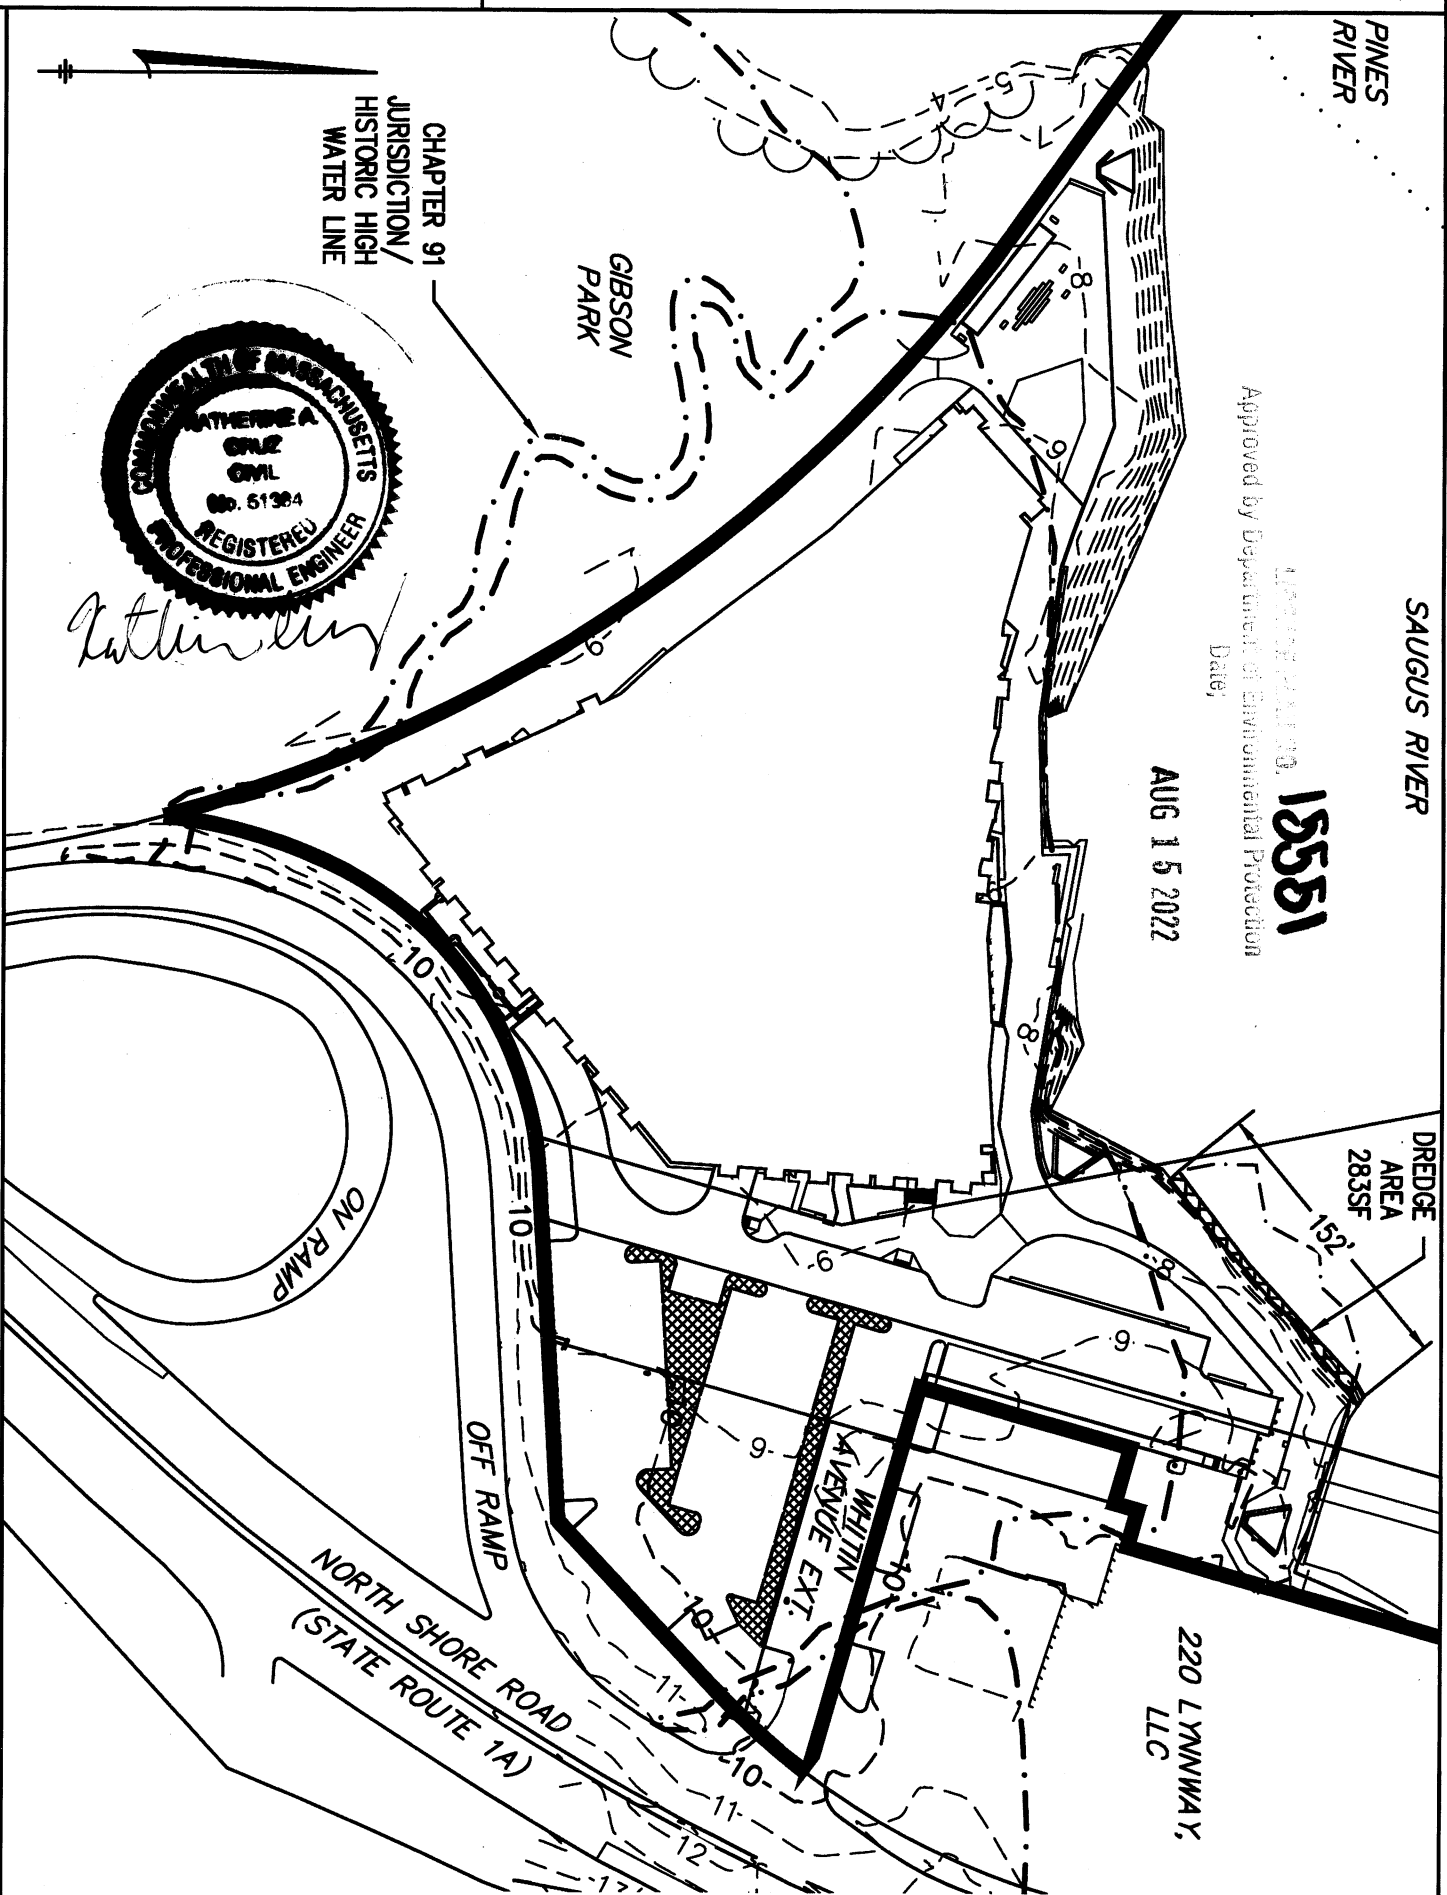 PINES
RIVER
SAUGUS RIVER
15551
Approved by Department of Environmental Protection
Date:
AUG 15 2022
DREDGE
AREA
283SF
152'
CHAPTER 91
JURISDICTION/
HISTORIC HIGH
WATER LINE
GIBSON
PARK
COMMONWEALTH OF MASSACHUSETTS
KATHERINE A.
CRUZ
CIVIL
No. 51384
REGISTERED
PROFESSIONAL ENGINEER
220 LYNNWAY,
LLC
WHITIN
AVENUE EXT.
ON RAMP
OFF RAMP
NORTH SHORE ROAD
(STATE ROUTE 1A)
5
4
8
9
9
8
8
6
9
9
10
10
10
10
10
11
11
12